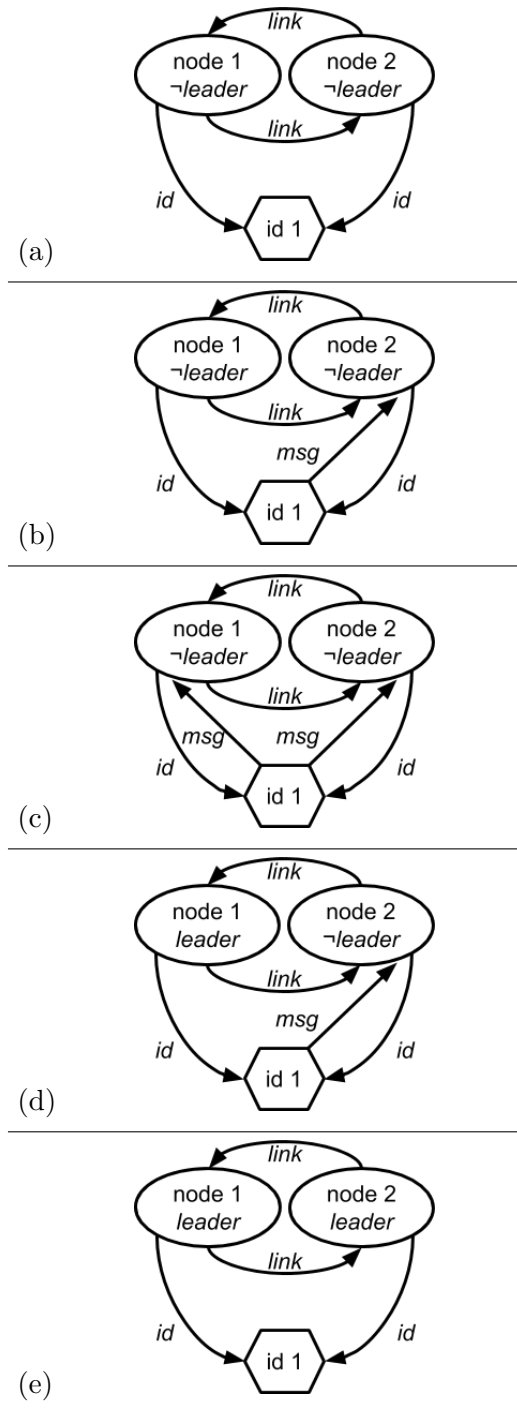 link
node 1 node 2
¬leader ¬leader
link
id id
id 1
(a)
link
node 1 node 2
¬leader ¬leader
link
msg
id id
id 1
(b)
link
node 1 node 2
¬leader ¬leader
link
msg msg
id id
id 1
(c)
link
node 1 node 2
leader ¬leader
link
msg
id id
id 1
(d)
link
node 1 node 2
leader leader
link
id id
id 1
(e)